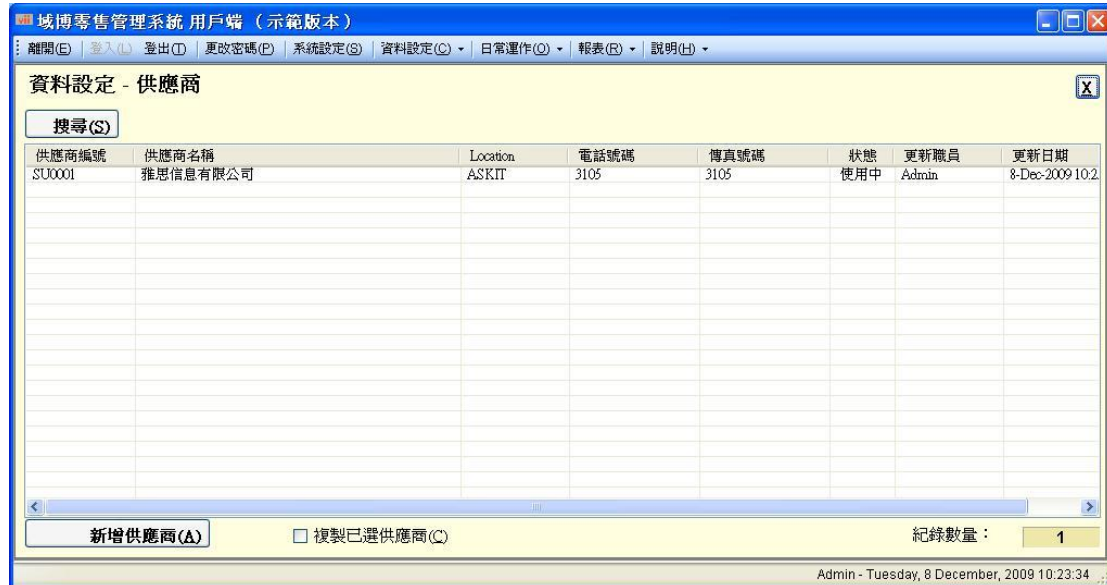 vii 域博零售管理系統 用戶端 (示範版本)
離開(E) 登入(L) 登出(T) 更改密碼(P) 系統設定(S) 資料設定(C) 日常運作(O) 報表(R) 說明(H)
資料設定 - 供應商
X
搜尋(S)
供應商編號 供應商名稱 Location 電話號碼 傳真號碼 狀態 更新職員 更新日期
SU0001 雅思信息有限公司 ASKIT 3105 3105 使用中 Admin 8-Dec-2009 10:2
新增供應商(A) 複製已選供應商(C) 紀錄數量: 1
Admin - Tuesday, 8 December, 2009 10:23:34